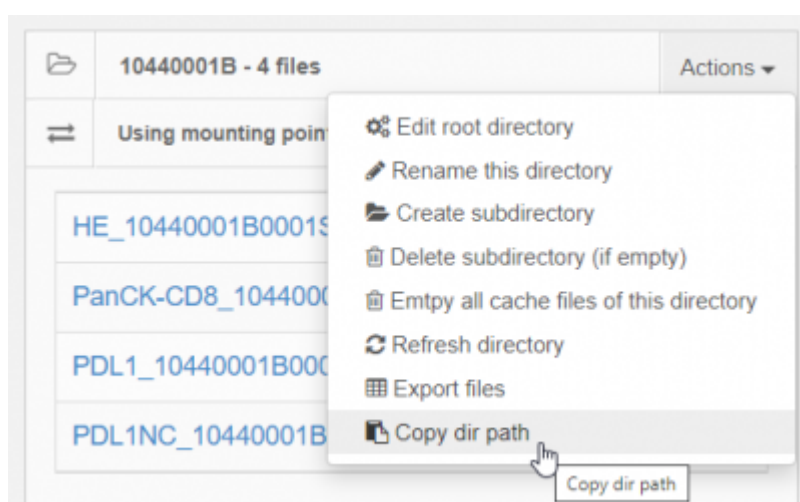 10440001B - 4 files
Actions
Using mounting poin
Edit root directory
Rename this directory
Create subdirectory
Delete subdirectory (if empty)
Emtpy all cache files of this directory
Refresh directory
Export files
Copy dir path
Copy dir path
HE_10440001B0001S
PanCK-CD8_1044000
PDL1_10440001B000
PDL1NC_10440001B